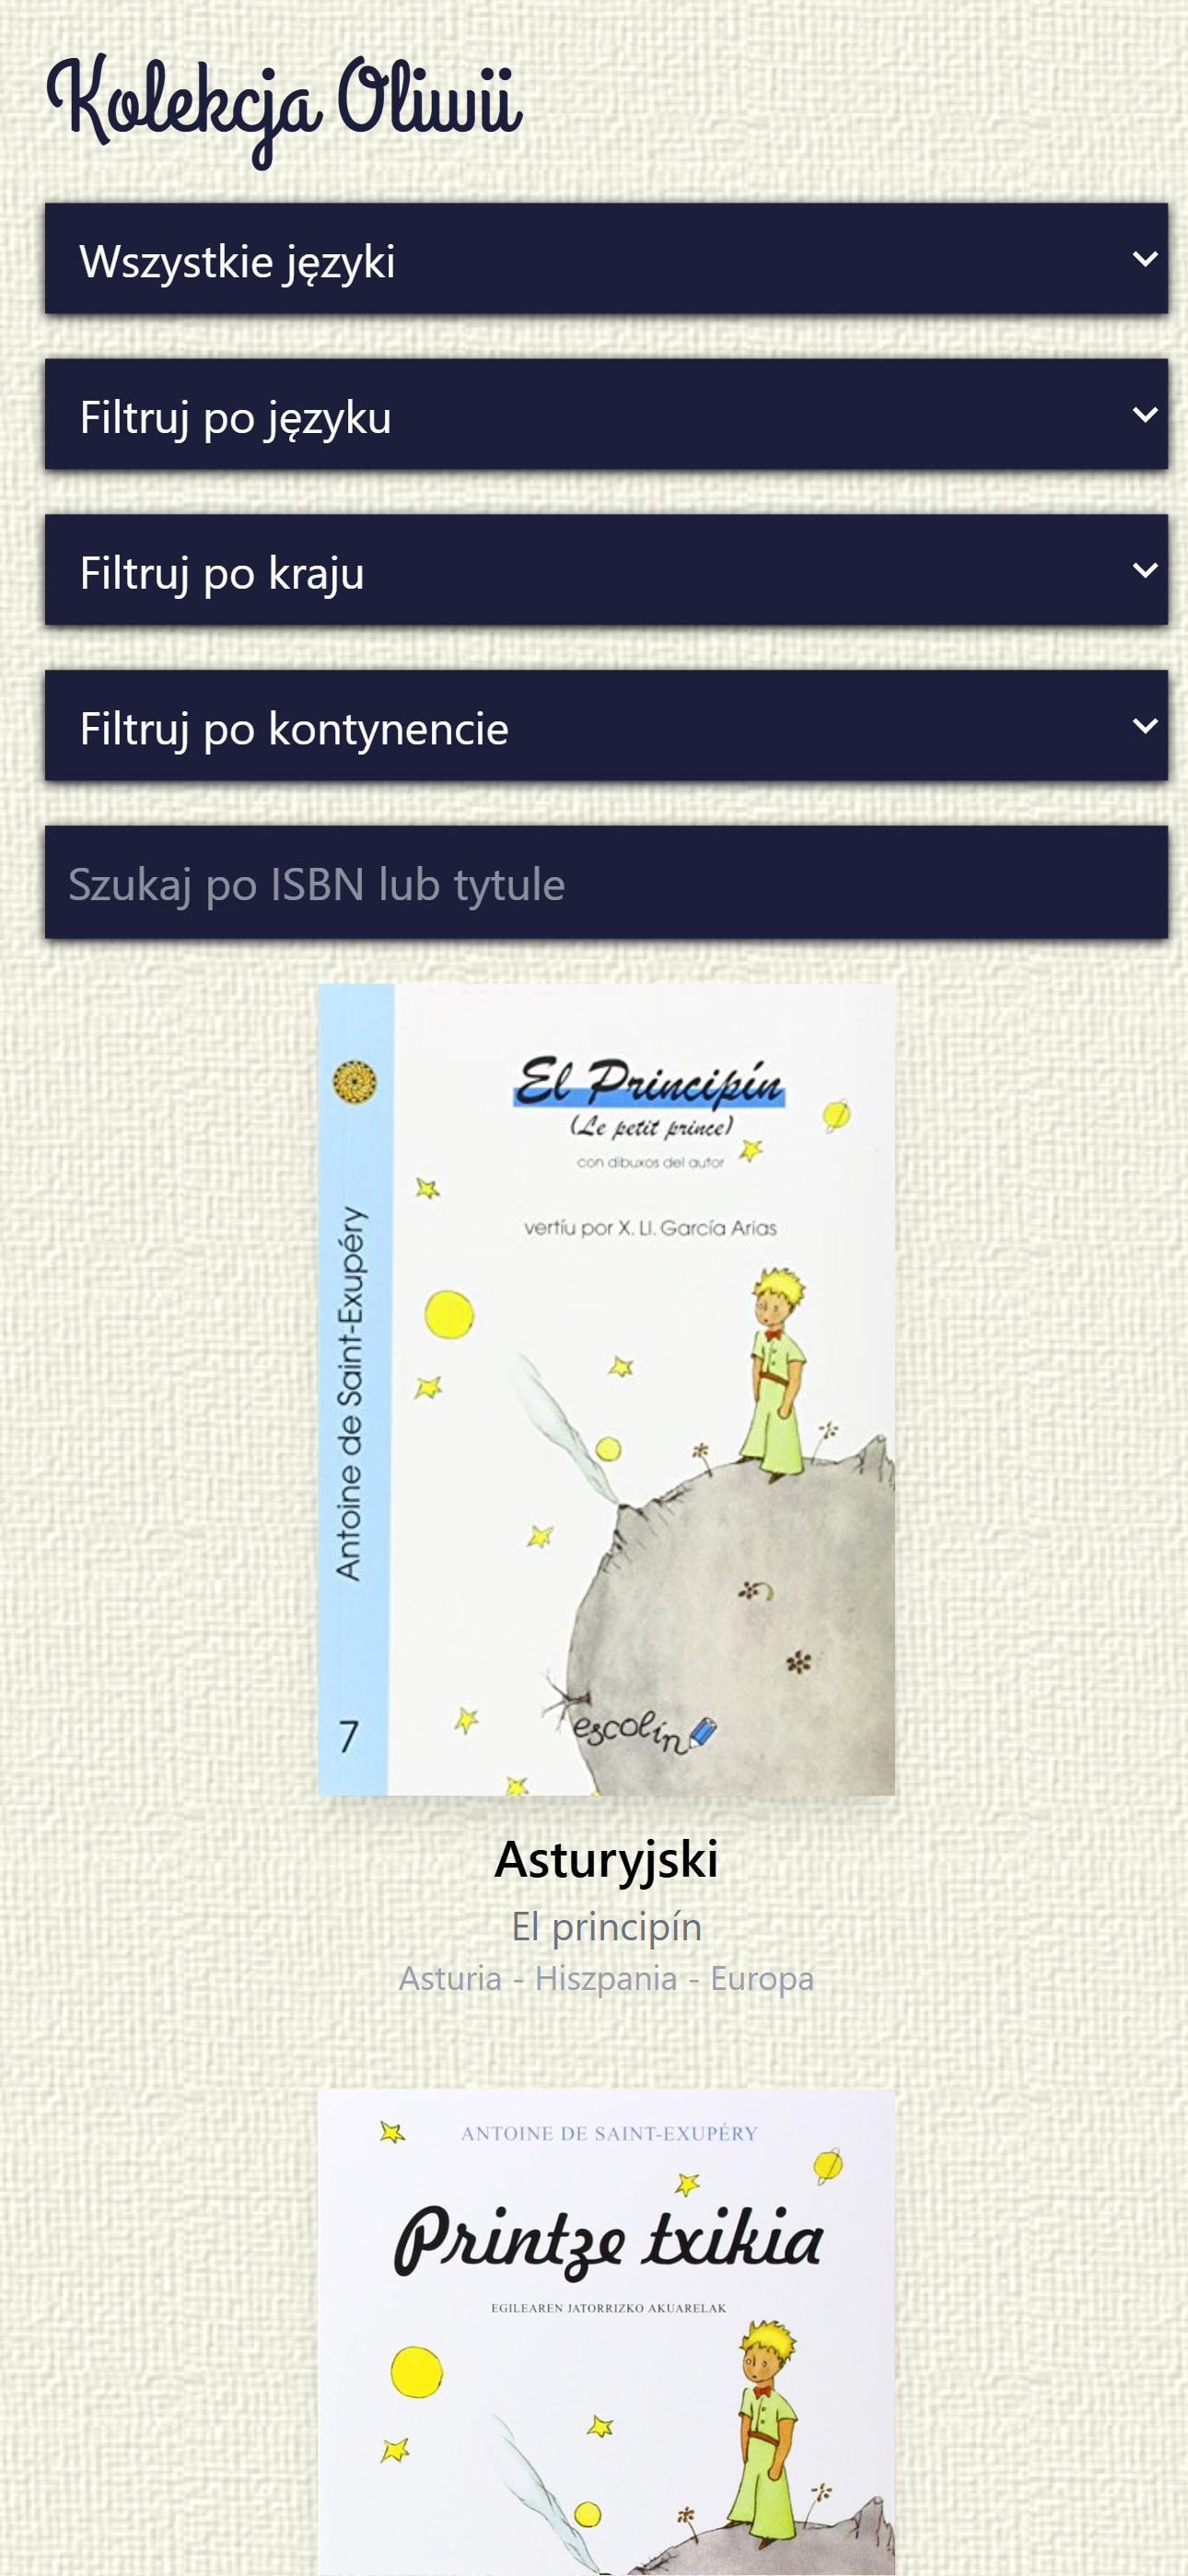 Kolekcja Oliwii
Wszystkie języki
Filtruj po języku
Filtruj po kraju
Filtruj po kontynencie
Szukaj po ISBN lub tytule
El Principín
(Le petit prince)
con dibuxos del autor
vertíu por X. Ll. García Arias
Antoine de Saint-Exupéry
7
escolín
Asturyjski
El principín
Asturia - Hiszpania - Europa
ANTOINE DE SAINT-EXUPÉRY
Printze txikia
EGILEAREN JATORRIZKO AKUARELAK